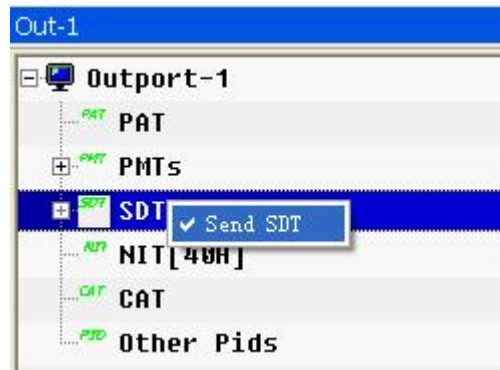 Out-1
Outport-1
PAT PAT
PMT PMTs
SDT SDT
Send SDT
NIT[40H]
CAT CAT
PID Other Pids